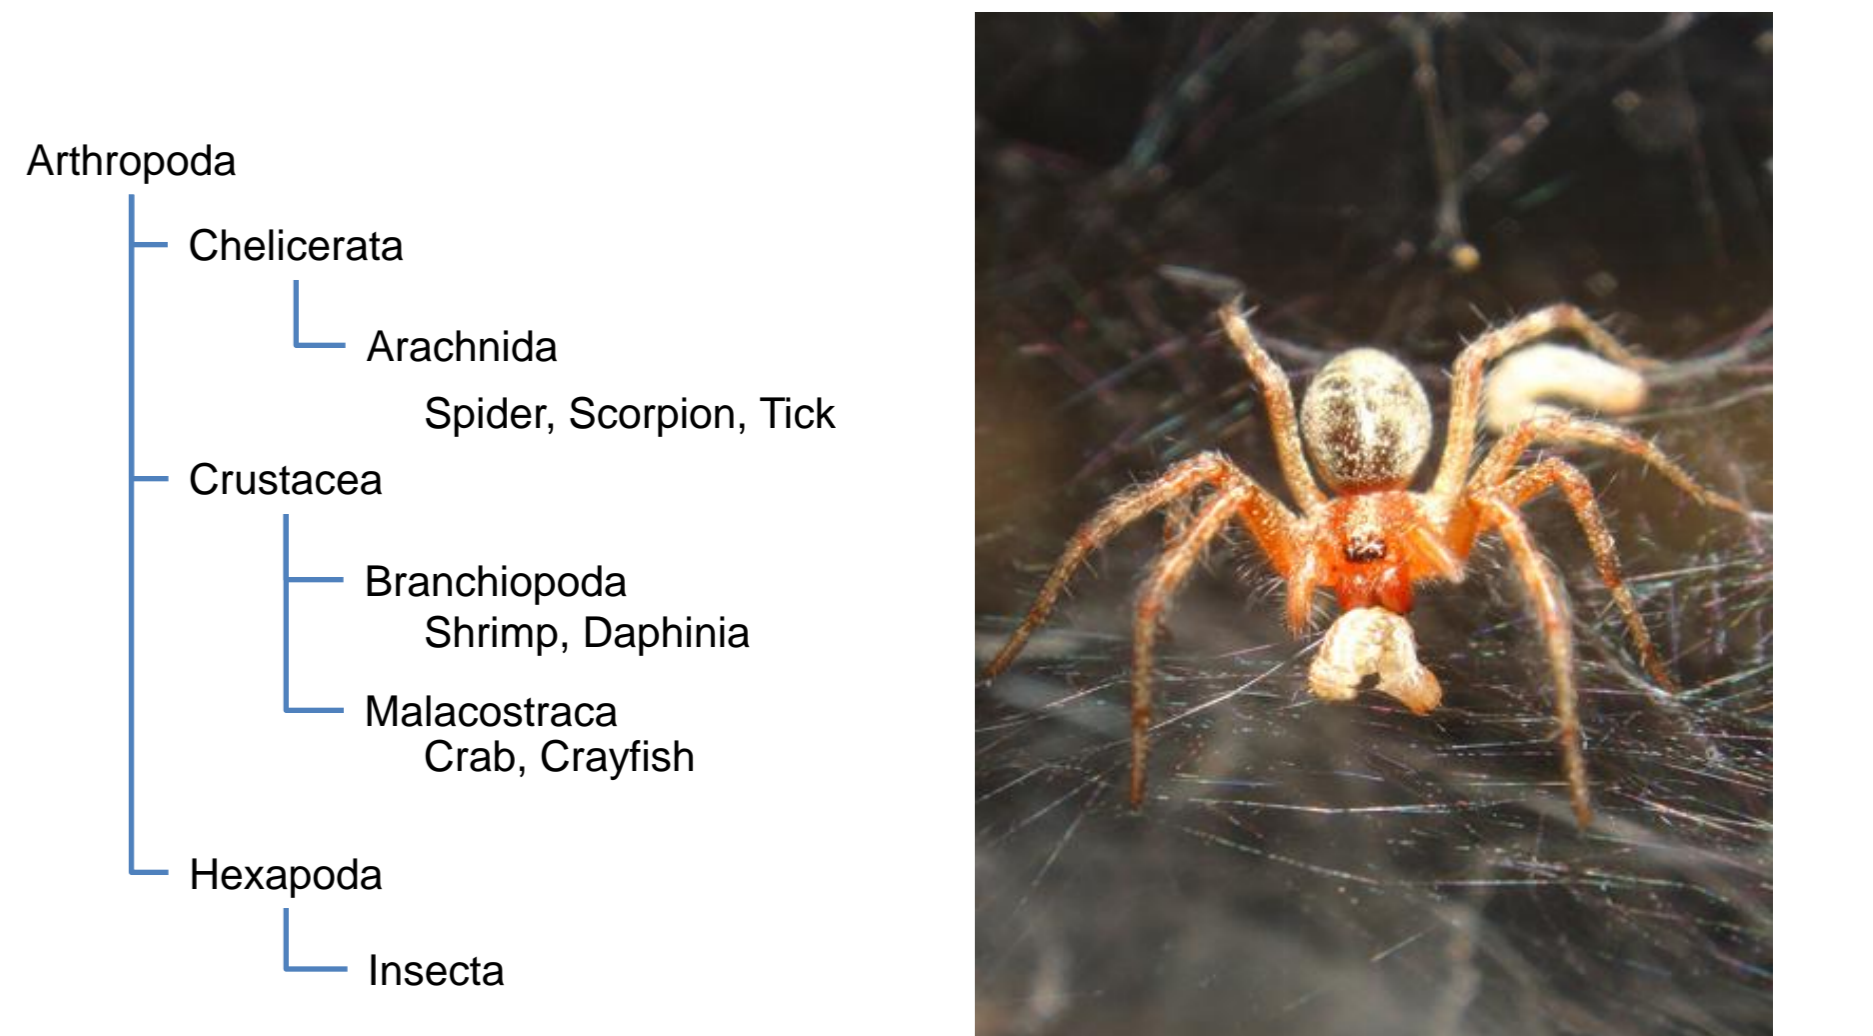 Arthropoda
Chelicerata
Arachnida
Spider, Scorpion, Tick
Crustacea
Branchiopoda
Shrimp, Daphinia
Malacostraca
Crab, Crayfish
Hexapoda
Insecta